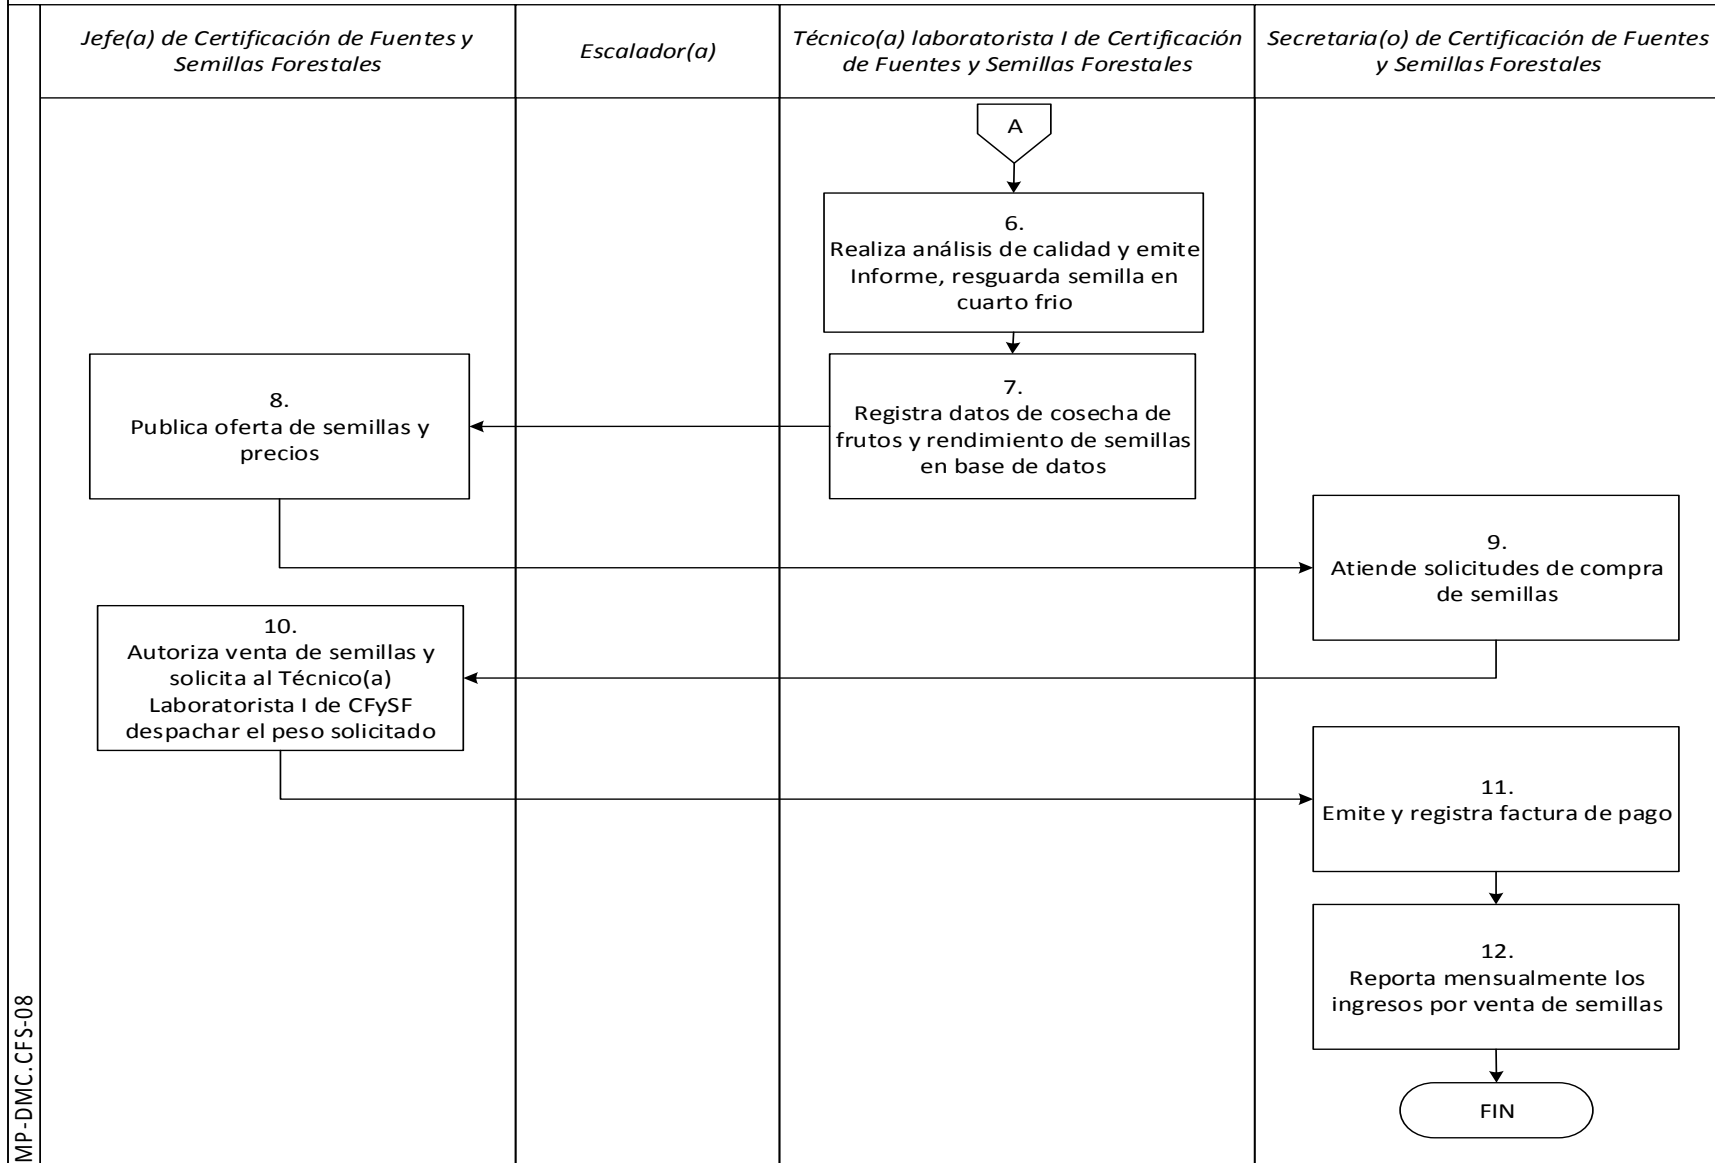 Jefe(a) de Certificación de Fuentes y
Semillas Forestales
Escalador(a)
Técnico(a) laboratorista I de Certificación
de Fuentes y Semillas Forestales
Secretaria(o) de Certificación de Fuentes
y Semillas Forestales
A
6.
Realiza análisis de calidad y emite
Informe, resguarda semilla en
cuarto frio
7.
Registra datos de cosecha de
frutos y rendimiento de semillas
en base de datos
8.
Publica oferta de semillas y
precios
9.
Atiende solicitudes de compra
de semillas
10.
Autoriza venta de semillas y
solicita al Técnico(a)
Laboratorista I de CFySF
despachar el peso solicitado
11.
Emite y registra factura de pago
12.
Reporta mensualmente los
ingresos por venta de semillas
FIN
MP-DMC.CFS-08